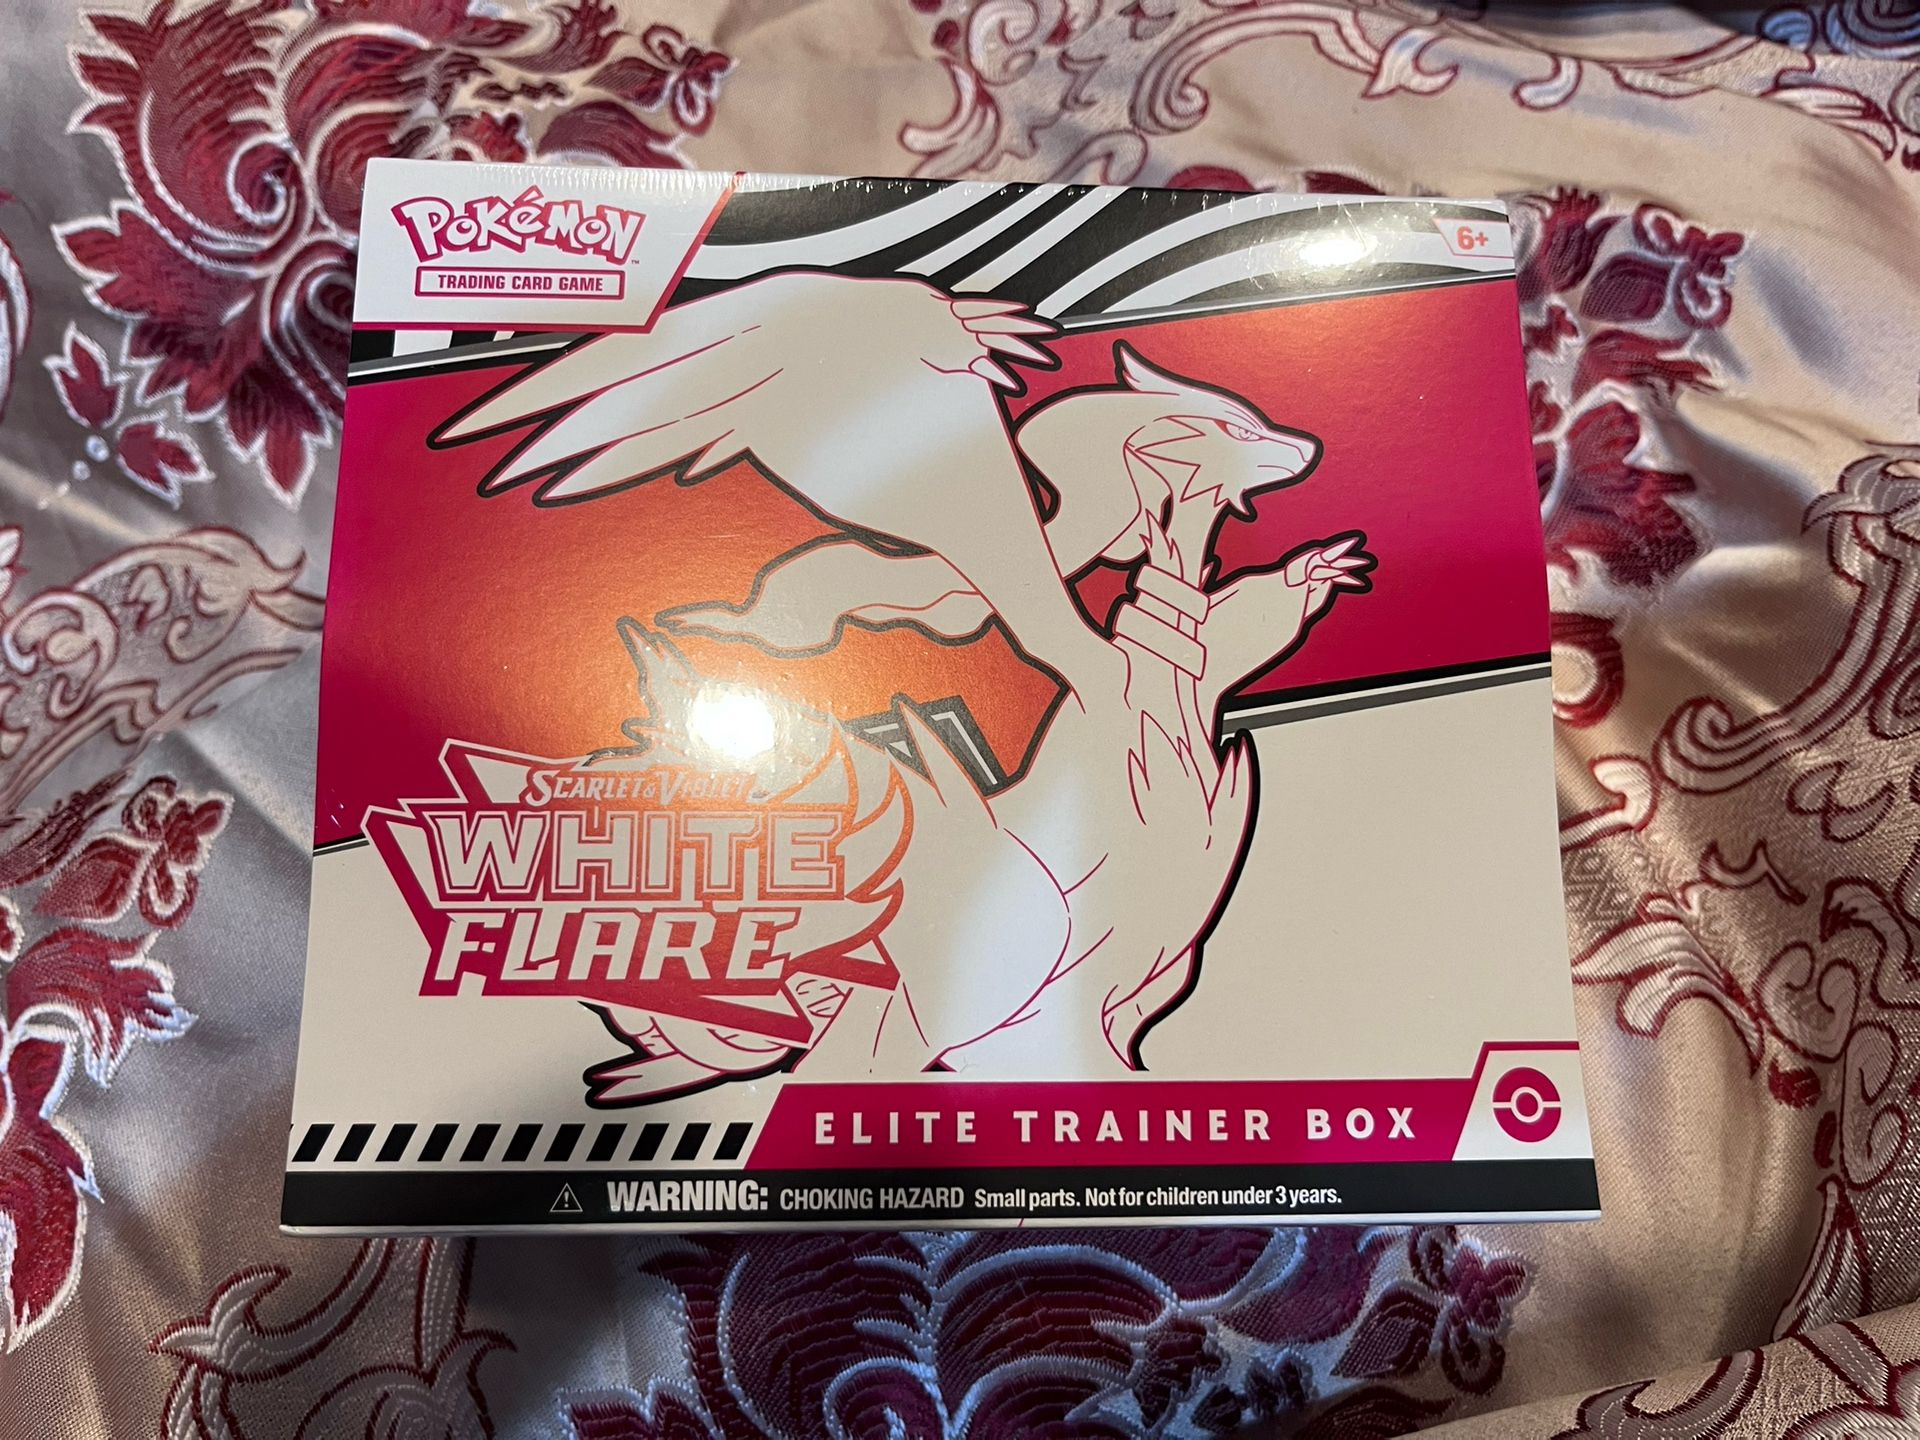 POKéMON™
TRADING CARD GAME
6+
SCARLET & VIOLET
WHITE
FLARE
ELITE TRAINER BOX
WARNING: CHOKING HAZARD Small parts. Not for children under 3 years.